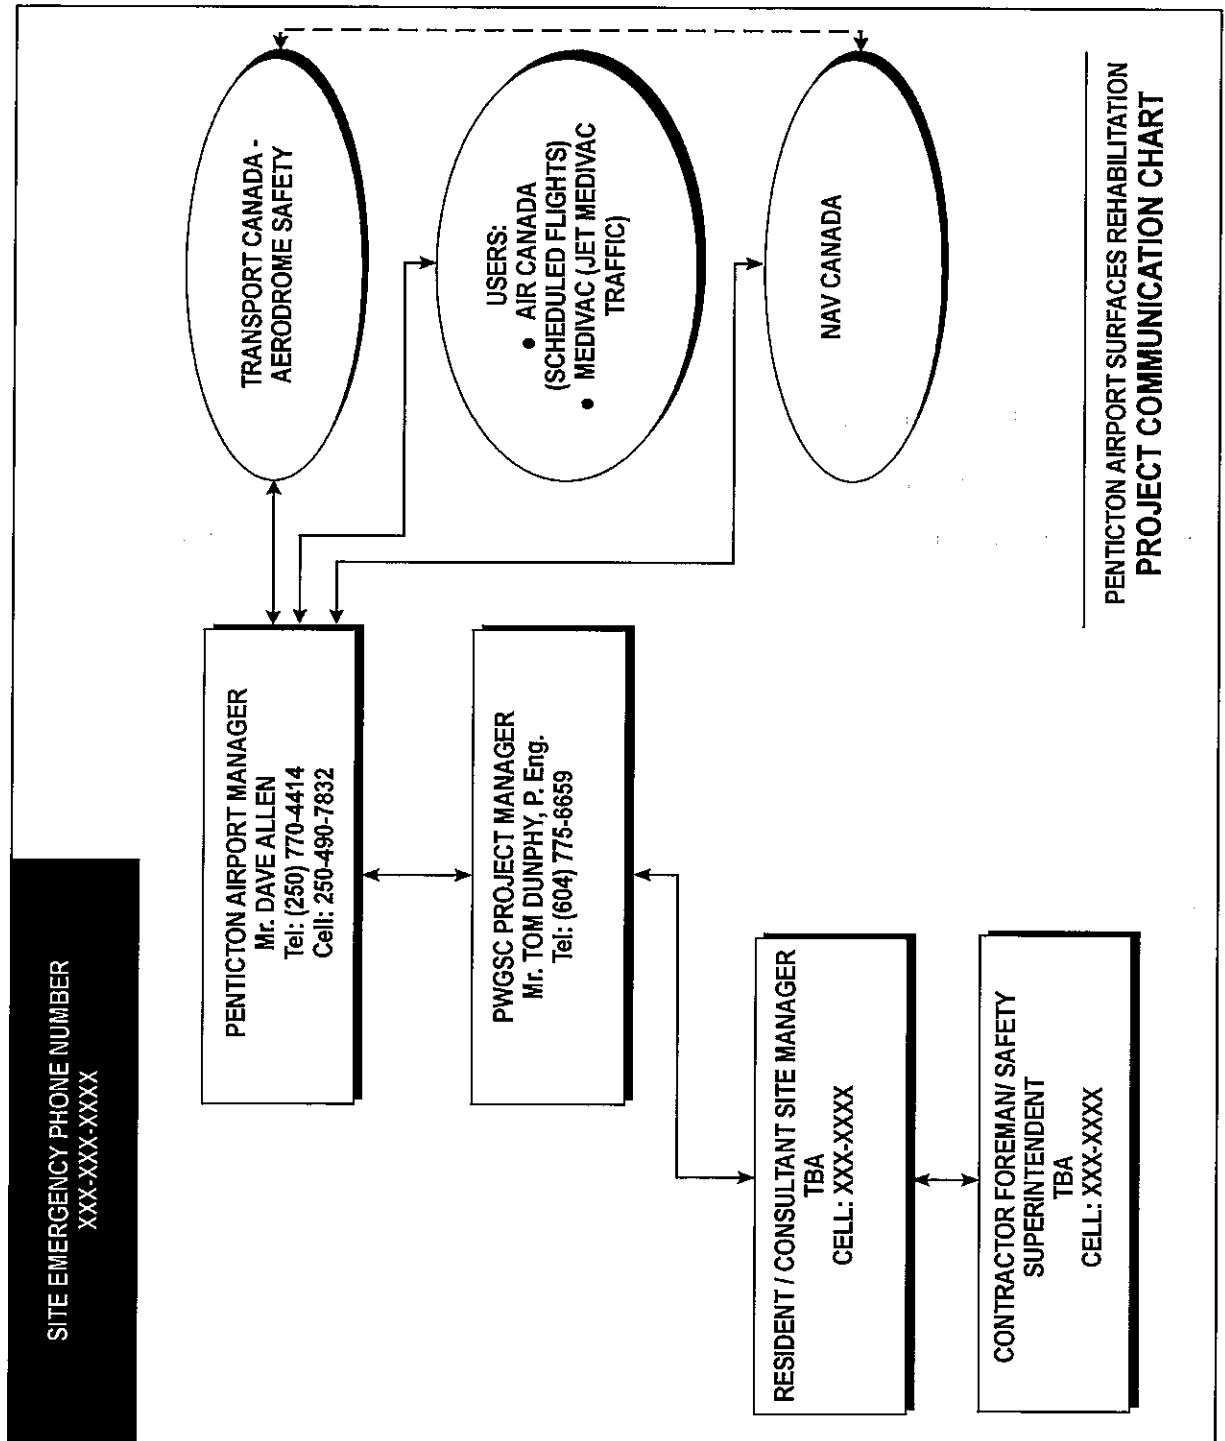 SITE EMERGENCY PHONE NUMBER
XXX-XXX-XXXX
PENTICTON AIRPORT MANAGER
Mr. DAVE ALLEN
Tel: (250) 770-4414
Cell: 250-490-7832
TRANSPORT CANADA -
AERODROME SAFETY
PWGSC PROJECT MANAGER
Mr. TOM DUNPHY, P. Eng.
Tel: (604) 775-6659
USERS:
• AIR CANADA
(SCHEDULED FLIGHTS)
• MEDIVAC (JET MEDIVAC
TRAFFIC)
RESIDENT / CONSULTANT SITE MANAGER
TBA
CELL: XXX-XXXX
NAV CANADA
CONTRACTOR FOREMAN/ SAFETY
SUPERINTENDENT
TBA
CELL: XXX-XXXX
PENTICTON AIRPORT SURFACES REHABILITATION
PROJECT COMMUNICATION CHART